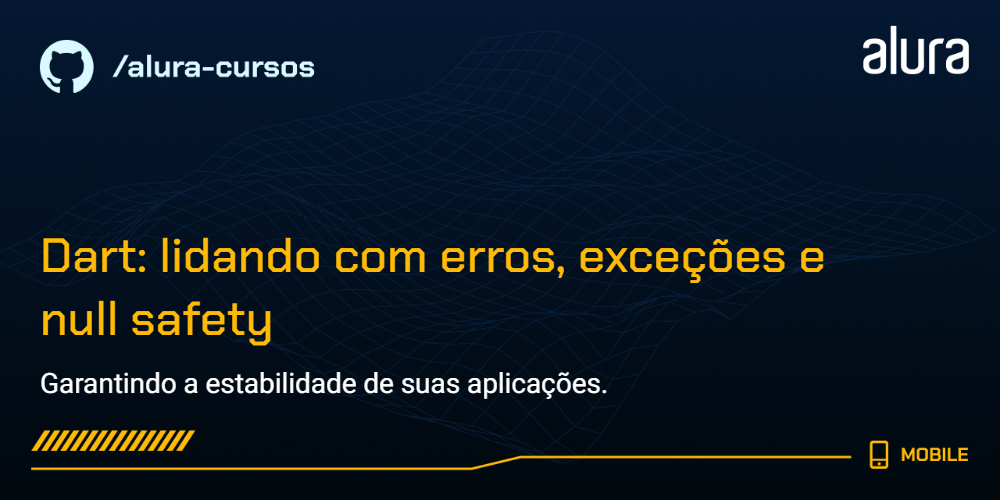 /alura-cursos
alura
Dart: lidando com erros, exceções e
null safety
Garantindo a estabilidade de suas aplicações.
MOBILE